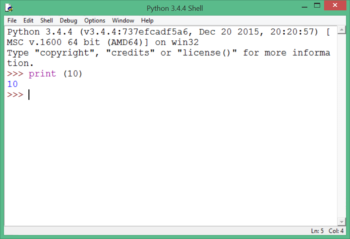 Python 3.4.4 Shell
File Edit Shell Debug Options Window Help
Python 3.4.4 (v3.4.4:737efcadf5a6, Dec 20 2015, 20:20:57) [
MSC v.1600 64 bit (AMD64)] on win32
Type "copyright", "credits" or "license()" for more informa
tion.
>>> print (10)
10
>>>
Ln: 5 Col: 4